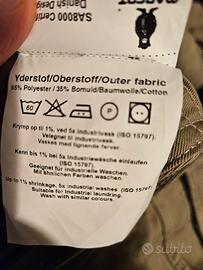 SA8000 Certif
Danish Desig
Yderstof/Oberstoff/Outer fabric
65% Polyester / 35% Bomuld/Baumwolle/Cotton
60
Krymp op til 1%, ved 5x industrivask (ISO 15797).
Velegnet til industrivask.
Vaskes med lignende farver.
Kann bis 1% bei 5x Industriewäsche einlaufen
(ISO 15797).
Geeignet für industrielle Waschen.
Mit ähnlichen Farben waschen.
Up to 1% shrinkage, 5x industrial washes (ISO 15797).
Suitable for Industrial laundring.
Wash with similar colours.
subito